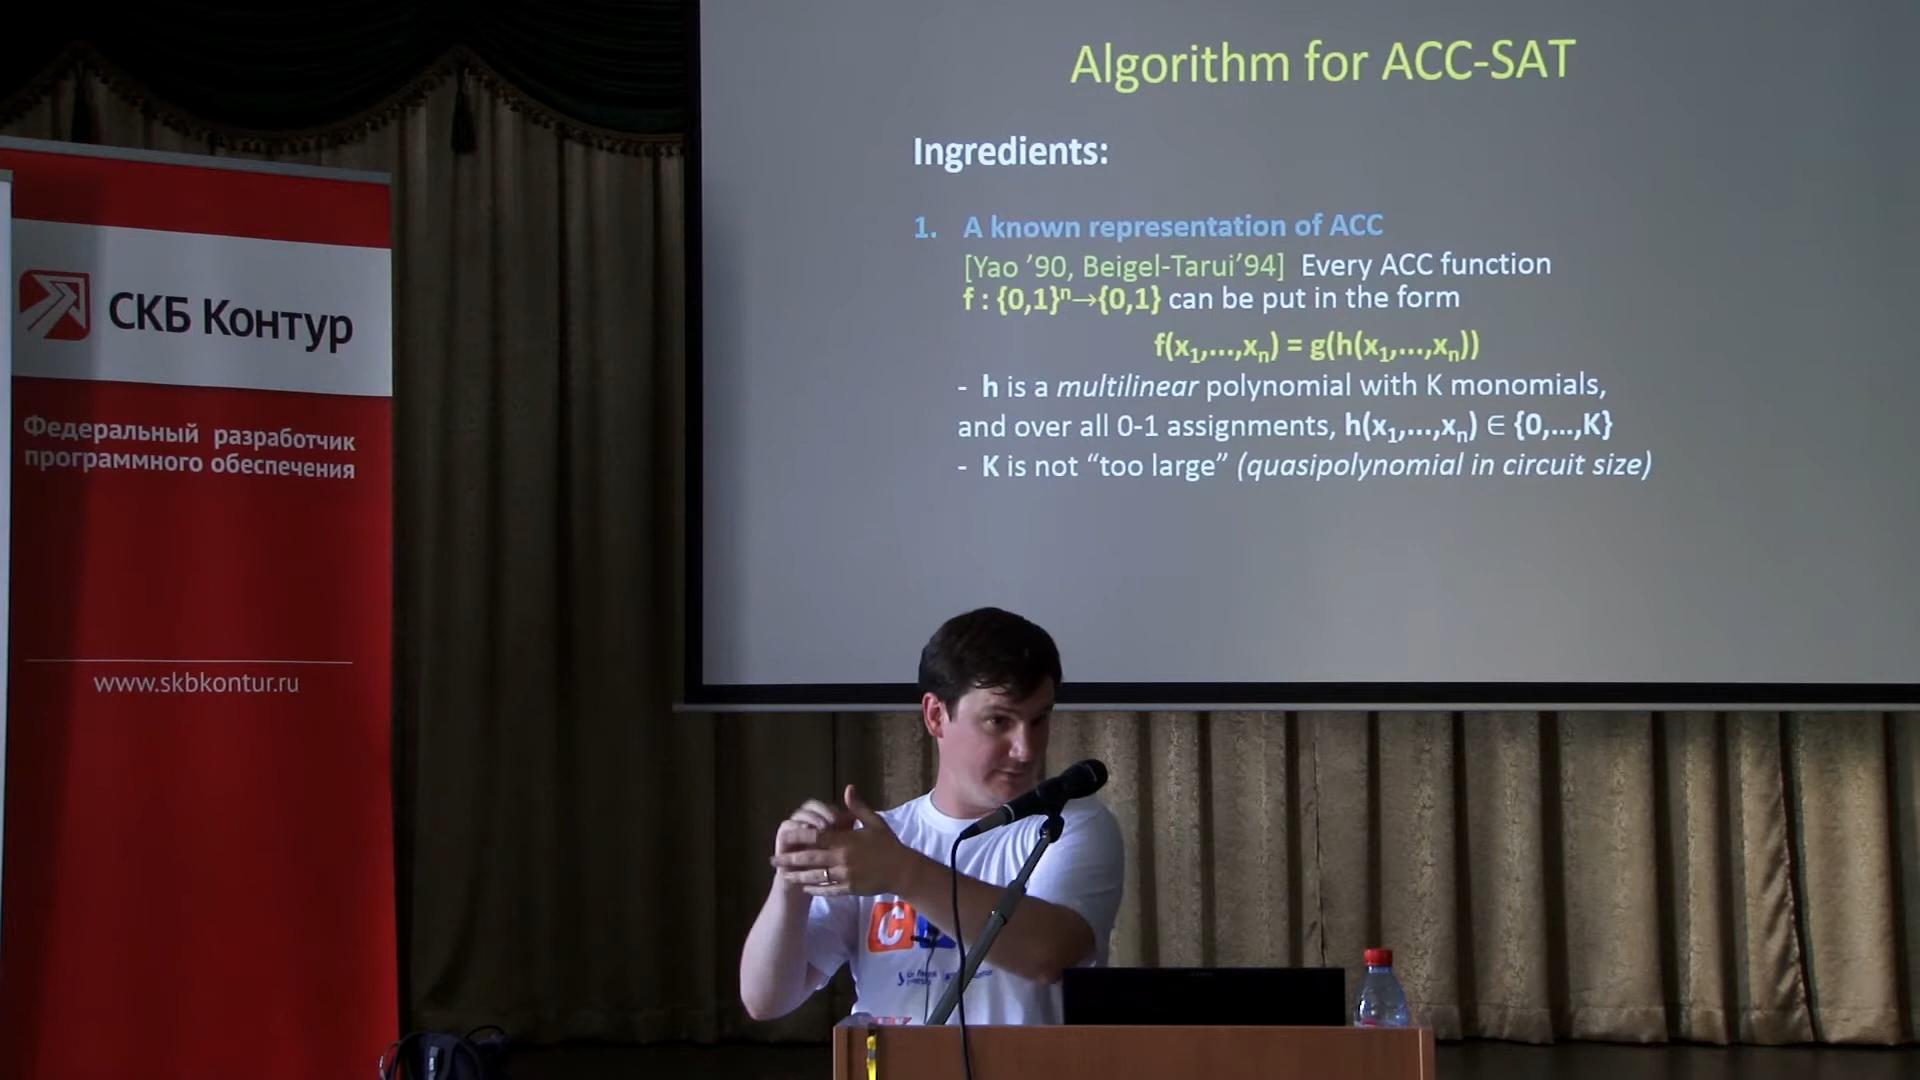 Algorithm for ACC-SAT
Ingredients:
1. A known representation of ACC
[Yao ’90, Beigel-Tarui’94] Every ACC function
f : {0,1}ⁿ→{0,1} can be put in the form
f(x₁,...,xₙ) = g(h(x₁,...,xₙ))
- h is a multilinear polynomial with K monomials,
and over all 0-1 assignments, h(x₁,...,xₙ) ∈ {0,...,K}
- K is not “too large” (quasipolynomial in circuit size)
СКБ Контур
Федеральный разработчик
программного обеспечения
www.skbkontur.ru
C